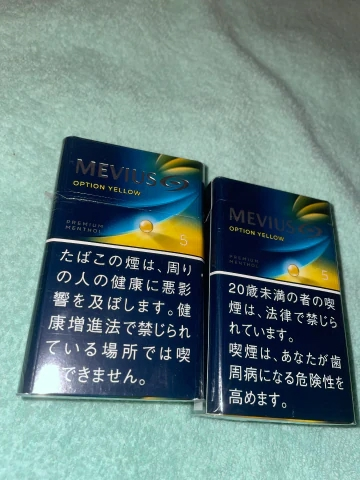 MEVIUS
OPTION YELLOW
PREMIUM
MENTHOL
5
たばこの煙は、周り
の人の健康に悪影
響を及ぼします。健
康増進法で禁じられ
ている場所では喫
できません。
MEVIUS
OPTION YELLOW
PREMIUM
MENTHOL
5
20歳未満の者の喫
煙は、法律で禁じら
れています。
喫煙は、あなたが歯
周病になる危険性を
高めます。